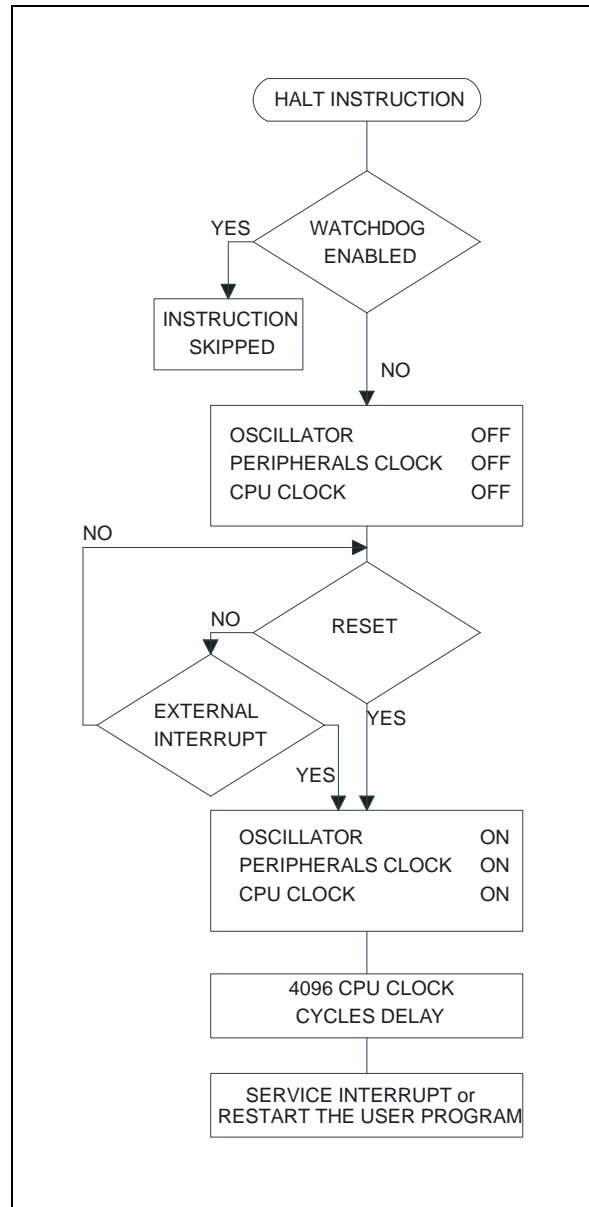 HALT INSTRUCTION
YES
WATCHDOG
ENABLED
INSTRUCTION
SKIPPED
NO
OSCILLATOR OFF
PERIPHERALS CLOCK OFF
CPU CLOCK OFF
NO
NO
RESET
EXTERNAL
INTERRUPT
YES
YES
OSCILLATOR ON
PERIPHERALS CLOCK ON
CPU CLOCK ON
4096 CPU CLOCK
CYCLES DELAY
SERVICE INTERRUPT or
RESTART THE USER PROGRAM